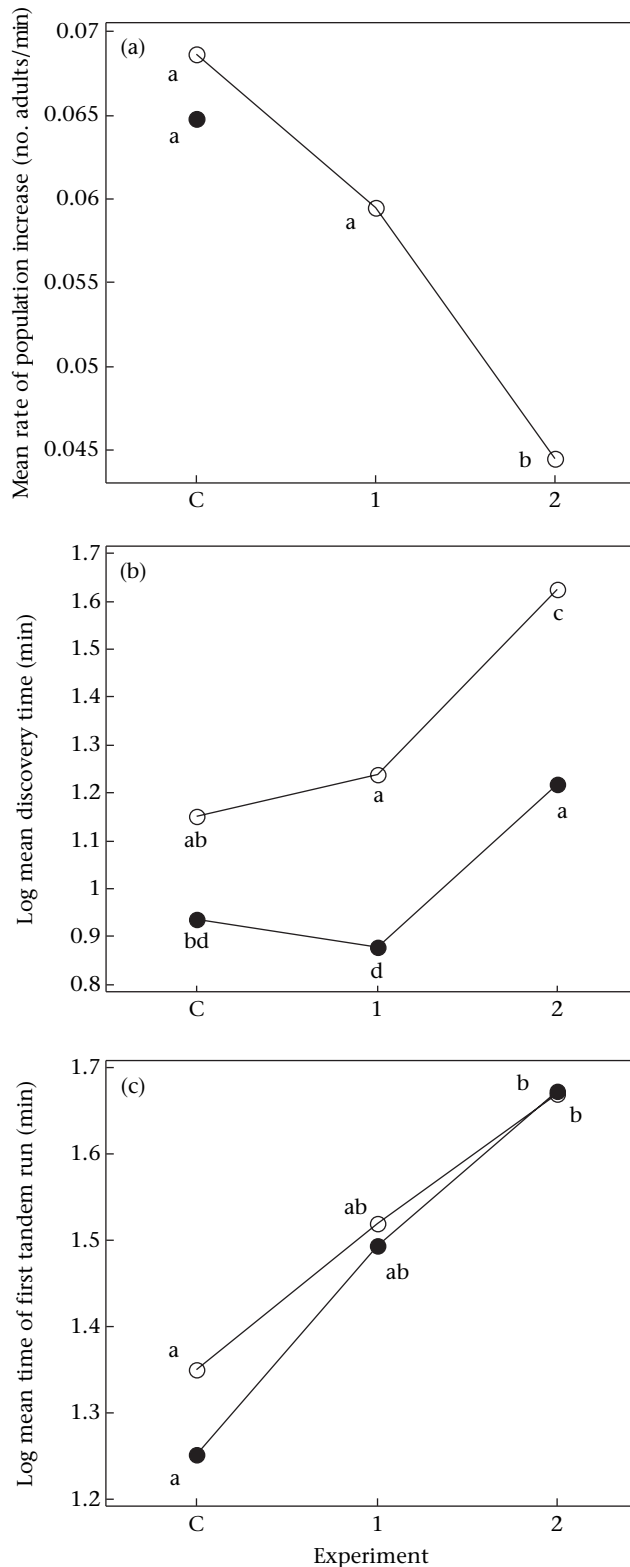 (a)
Mean rate of population increase (no. adults/min)
0.07
0.065
0.06
0.055
0.05
0.045
a
a
a
b
C 1 2
(b)
Log mean discovery time (min)
1.7
1.6
1.5
1.4
1.3
1.2
1.1
1
0.9
0.8
c
ab
a
a
bd
d
C 1 2
(c)
Log mean time of first tandem run (min)
1.7
1.6
1.5
1.4
1.3
1.2
b
b
ab
ab
a
a
C 1 2
Experiment